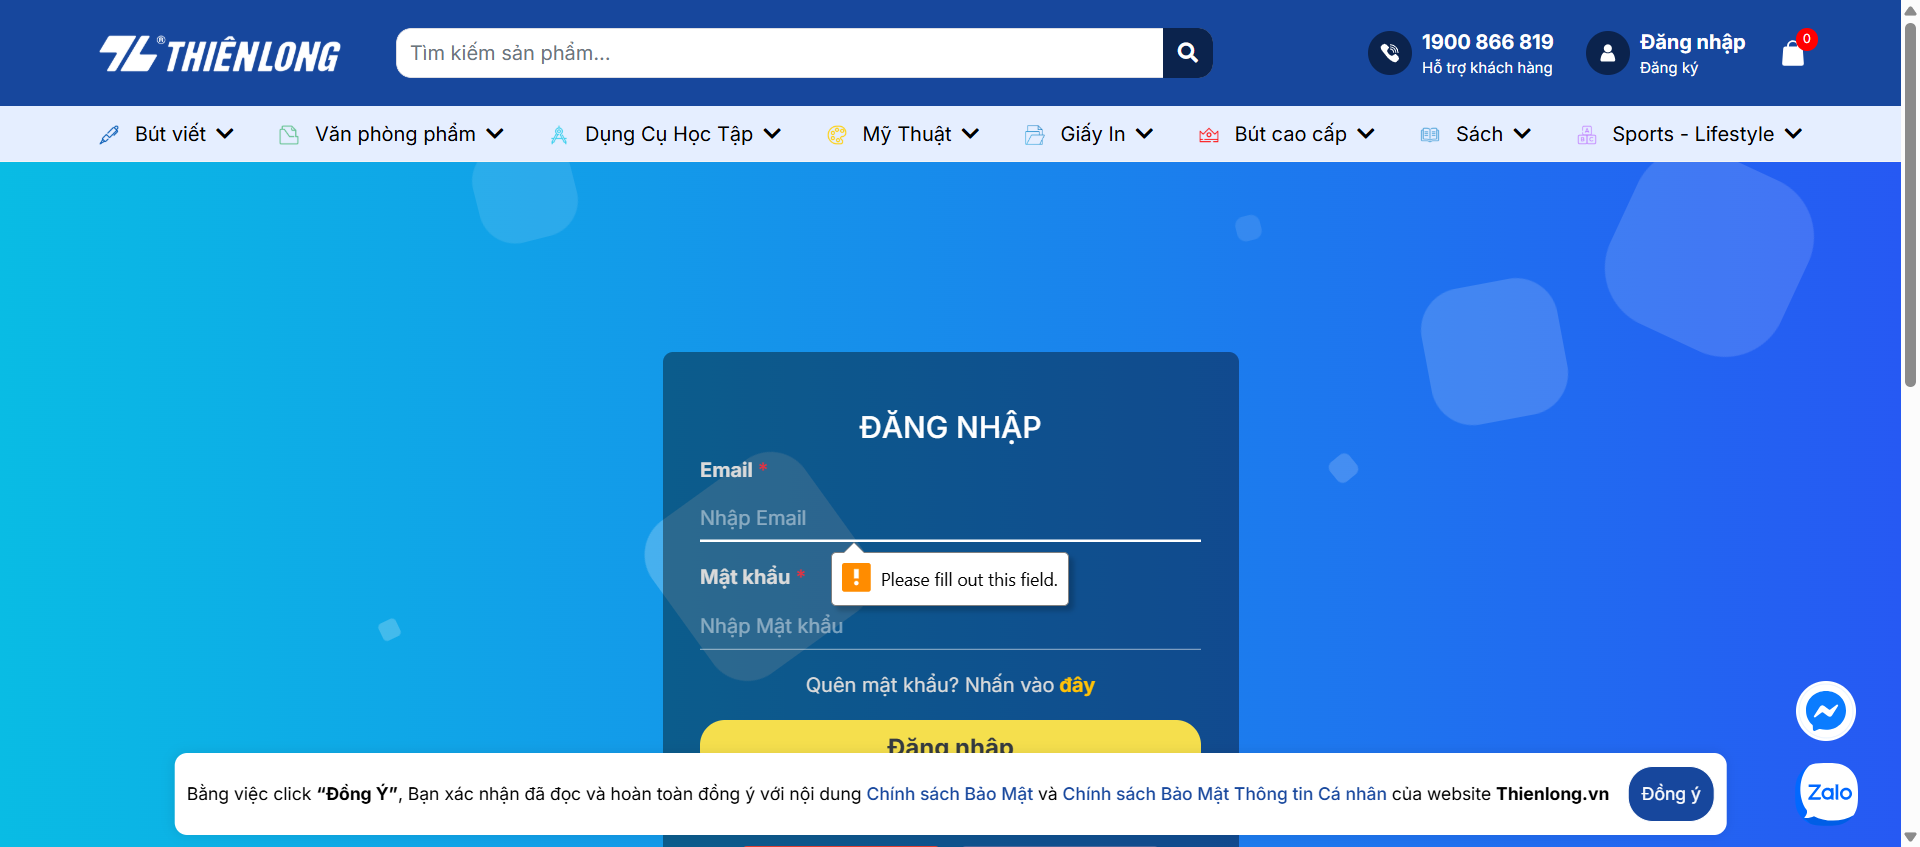 THIÊN LONG
Tìm kiếm sản phẩm...
1900 866 819
Hỗ trợ khách hàng
Đăng nhập
Đăng ký
0
Bút viết
Văn phòng phẩm
Dụng Cụ Học Tập
Mỹ Thuật
Giấy In
Bút cao cấp
Sách
Sports - Lifestyle
ĐĂNG NHẬP
Email *
Nhập Email
Please fill out this field.
Mật khẩu *
Nhập Mật khẩu
Quên mật khẩu? Nhấn vào đây
Đăng nhập
Bằng việc click “Đồng Ý”, Bạn xác nhận đã đọc và hoàn toàn đồng ý với nội dung Chính sách Bảo Mật và Chính sách Bảo Mật Thông tin Cá nhân của website Thienlong.vn
Đồng ý
Zalo